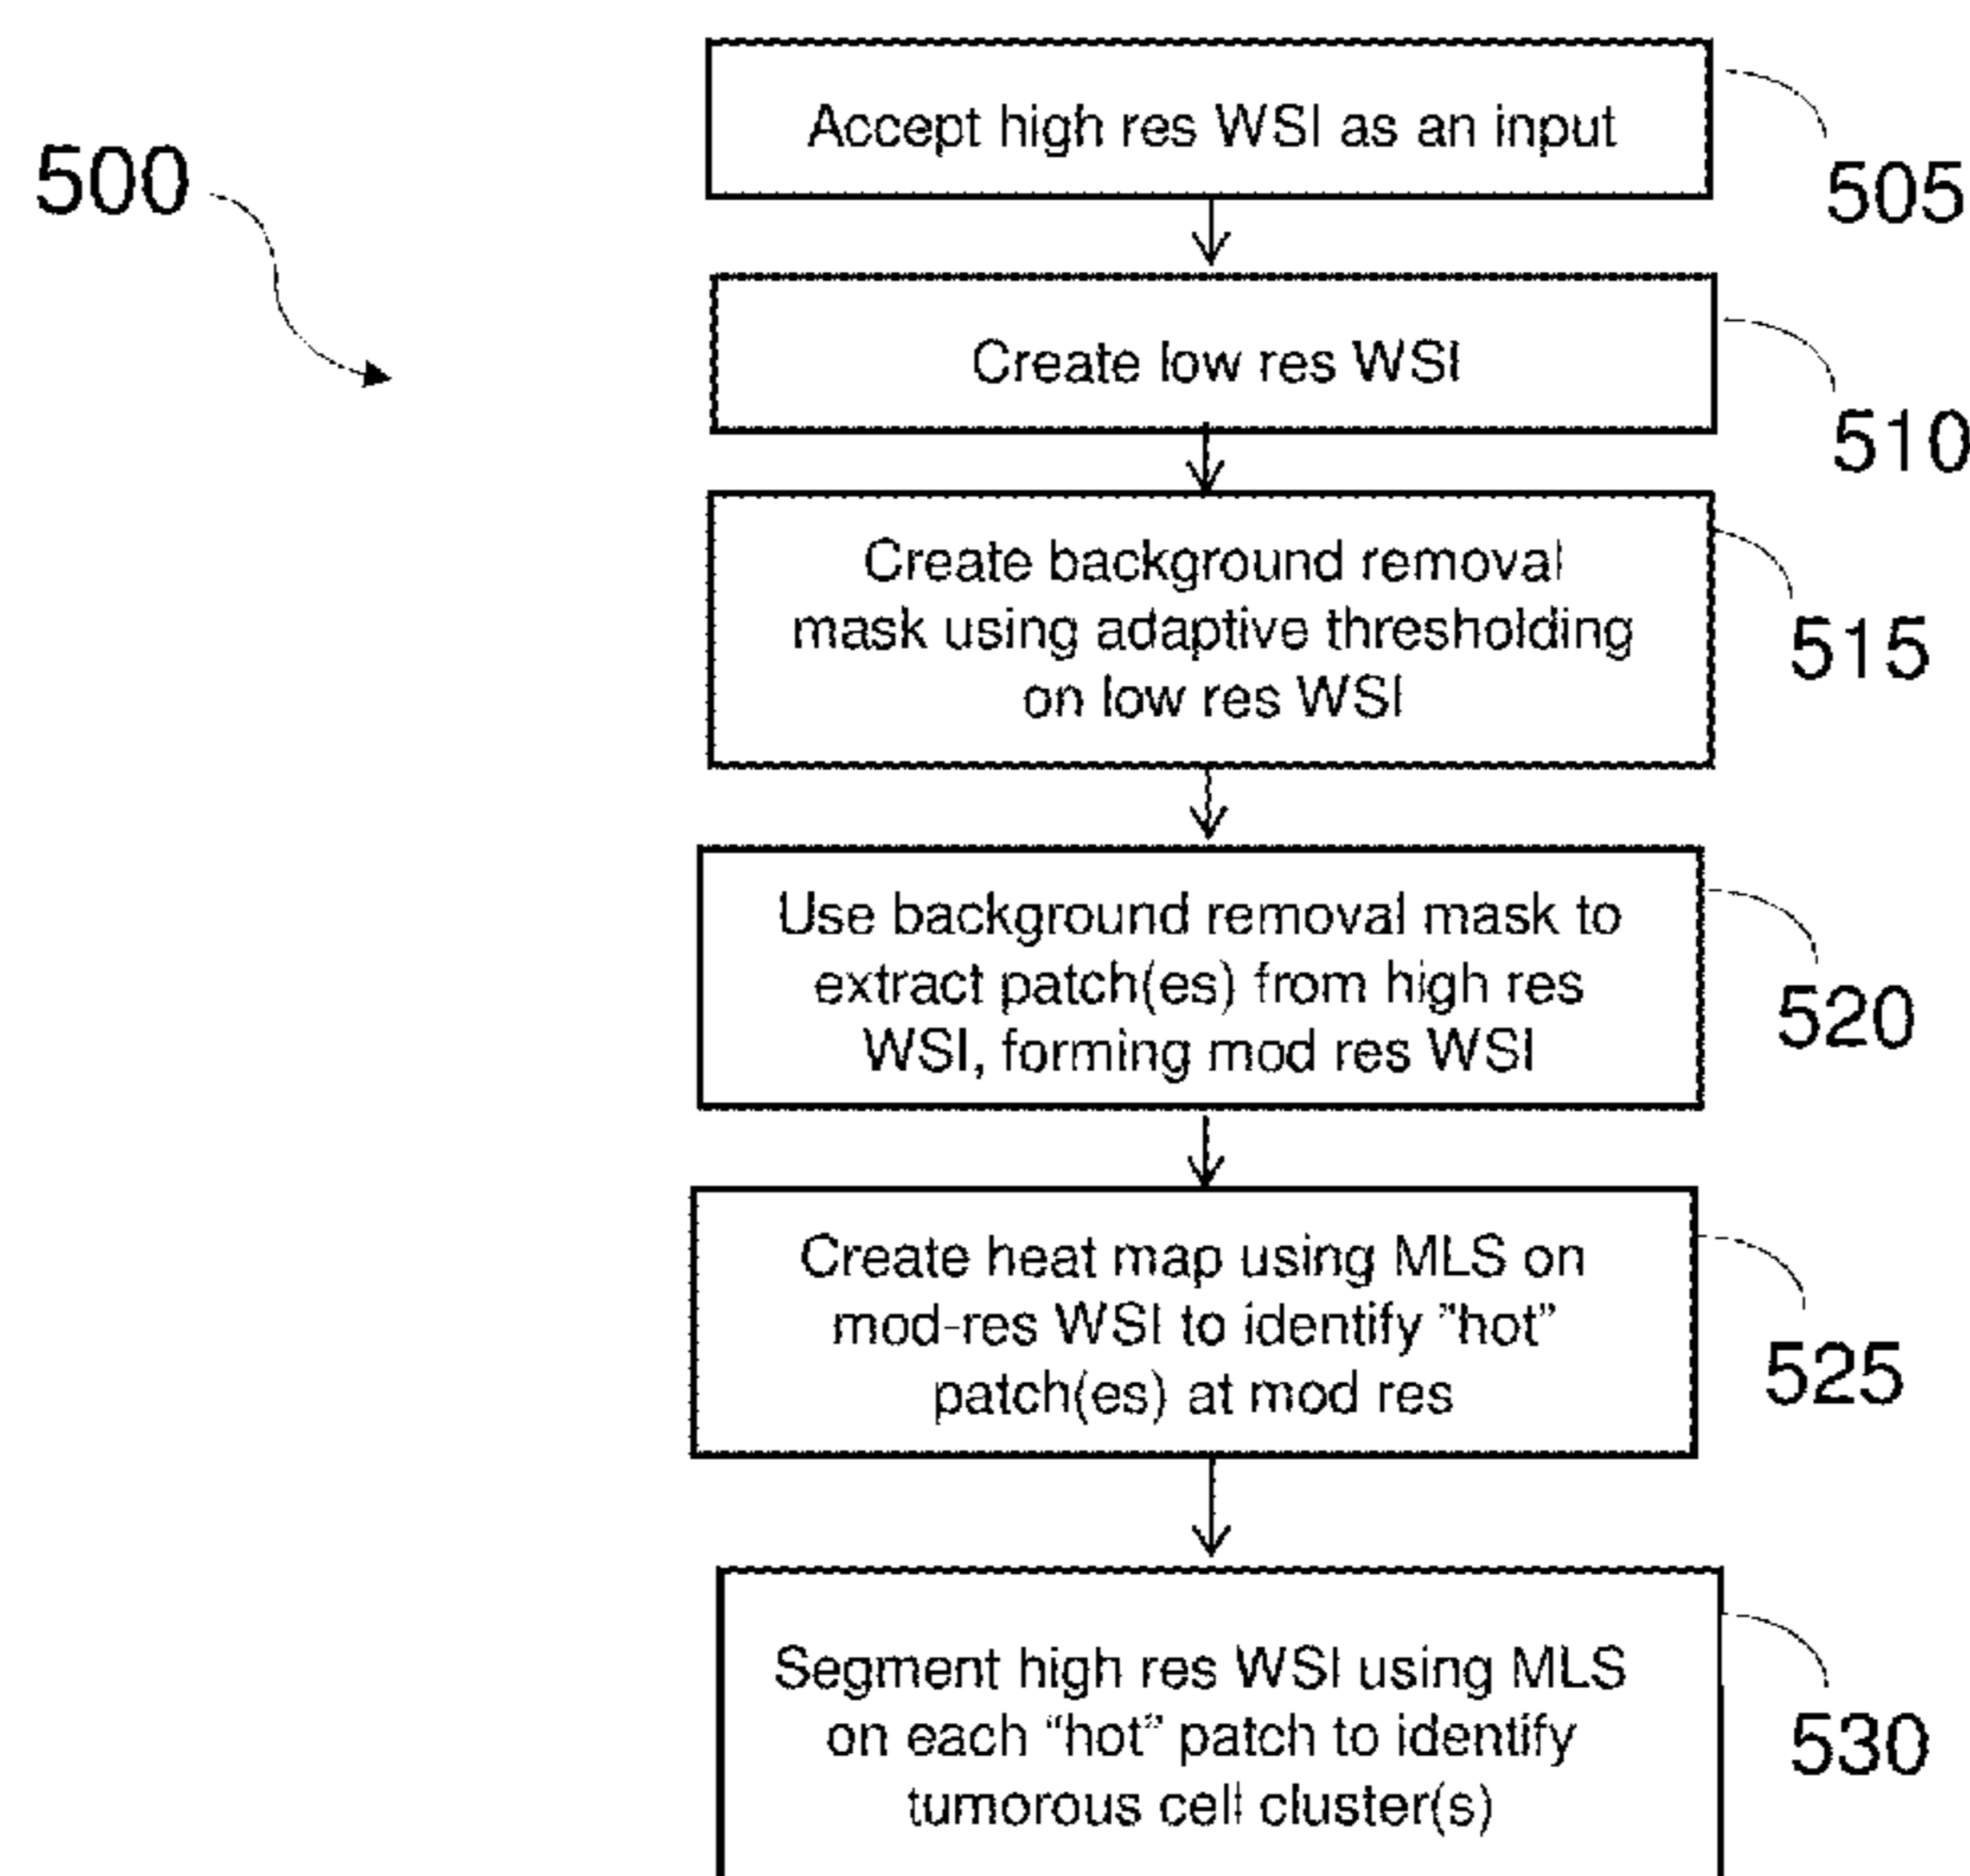 500
Accept high res WSI as an input
505
Create low res WSI
510
Create background removal
mask using adaptive thresholding
on low res WSI
515
Use background removal mask to
extract patch(es) from high res
WSI, forming mod res WSI
520
Create heat map using MLS on
mod-res WSI to identify ”hot”
patch(es) at mod res
525
Segment high res WSI using MLS
on each “hot” patch to identify
tumorous cell cluster(s)
530